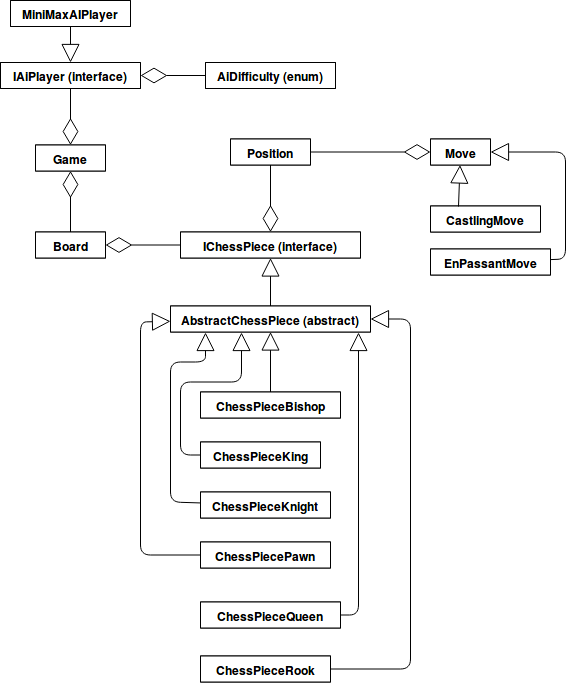 MiniMaxAIPlayer
IAIPlayer (Interface)
AIDifficulty (enum)
Game
Position
Move
CastlingMove
Board
IChessPiece (Interface)
EnPassantMove
AbstractChessPiece (abstract)
ChessPieceBishop
ChessPieceKing
ChessPieceKnight
ChessPiecePawn
ChessPieceQueen
ChessPieceRook